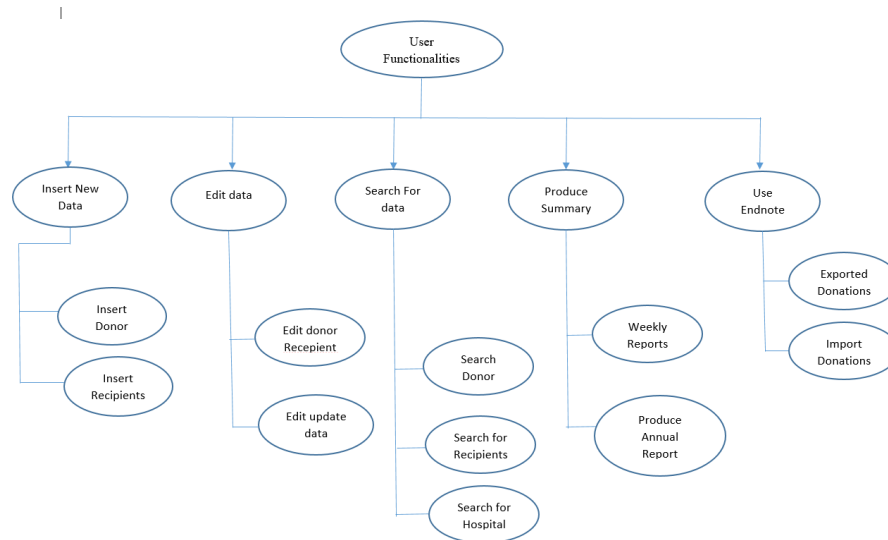 User
Functionalities
Insert New
Data
Edit data
Search For
data
Produce
Summary
Use
Endnote
Insert
Donor
Insert
Recipients
Edit donor
Recepient
Edit update
data
Search
Donor
Search for
Recipients
Search for
Hospital
Weekly
Reports
Produce
Annual
Report
Exported
Donations
Import
Donations